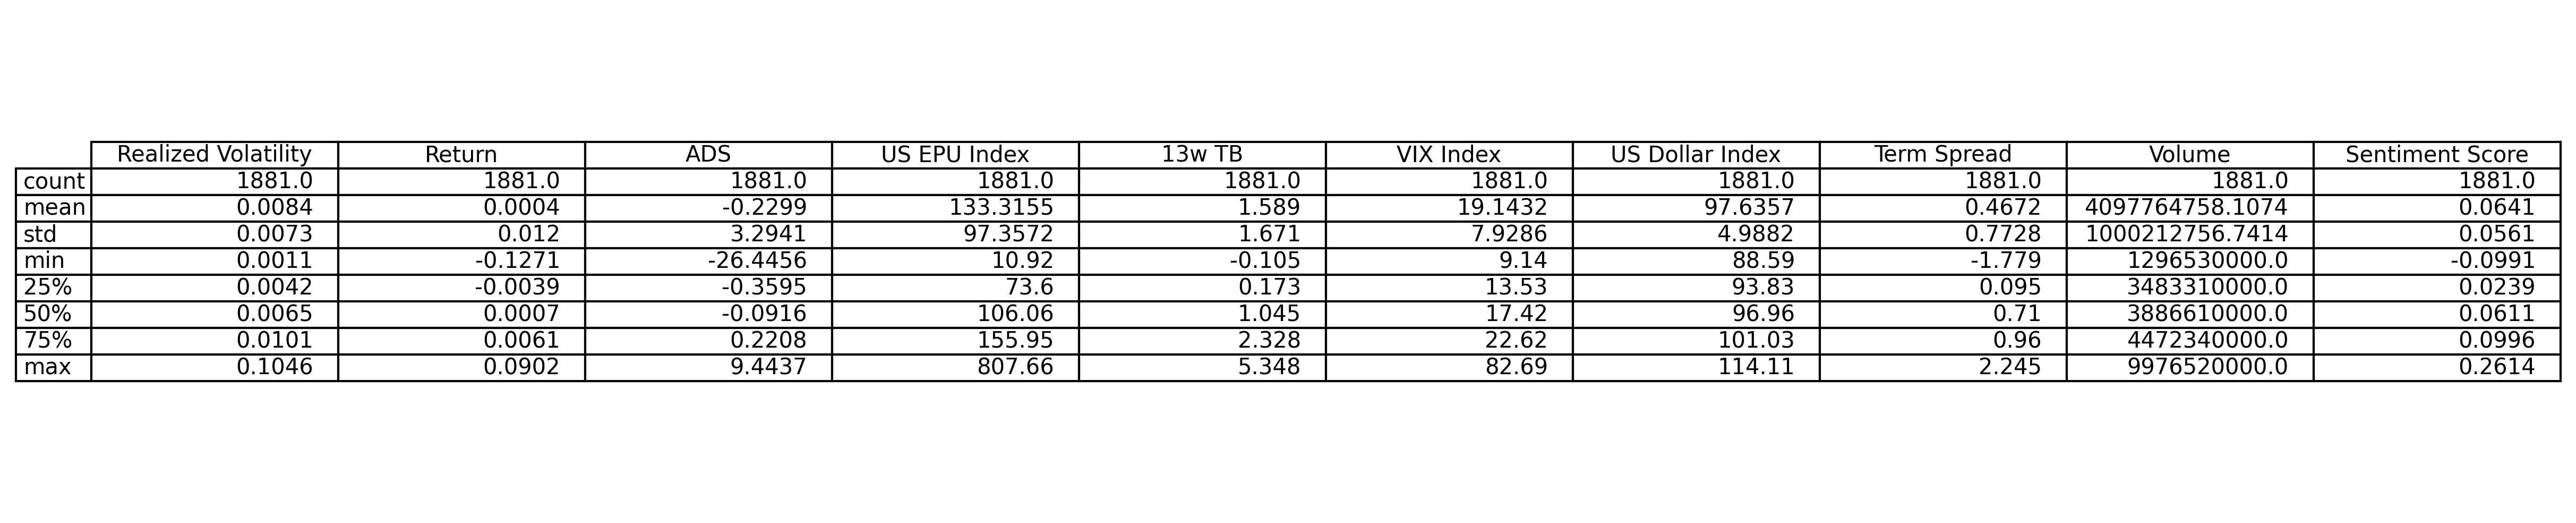 Realized Volatility Return ADS US EPU Index 13w TB VIX Index US Dollar Index Term Spread Volume Sentiment Score
count 1881.0 1881.0 1881.0 1881.0 1881.0 1881.0 1881.0 1881.0 1881.0 1881.0
mean 0.0084 0.0004 -0.2299 133.3155 1.589 19.1432 97.6357 0.4672 4097764758.1074 0.0641
std 0.0073 0.012 3.2941 97.3572 1.671 7.9286 4.9882 0.7728 1000212756.7414 0.0561
min 0.0011 -0.1271 -26.4456 10.92 -0.105 9.14 88.59 -1.779 1296530000.0 -0.0991
25% 0.0042 -0.0039 -0.3595 73.6 0.173 13.53 93.83 0.095 3483310000.0 0.0239
50% 0.0065 0.0007 -0.0916 106.06 1.045 17.42 96.96 0.71 3886610000.0 0.0611
75% 0.0101 0.0061 0.2208 155.95 2.328 22.62 101.03 0.96 4472340000.0 0.0996
max 0.1046 0.0902 9.4437 807.66 5.348 82.69 114.11 2.245 9976520000.0 0.2614